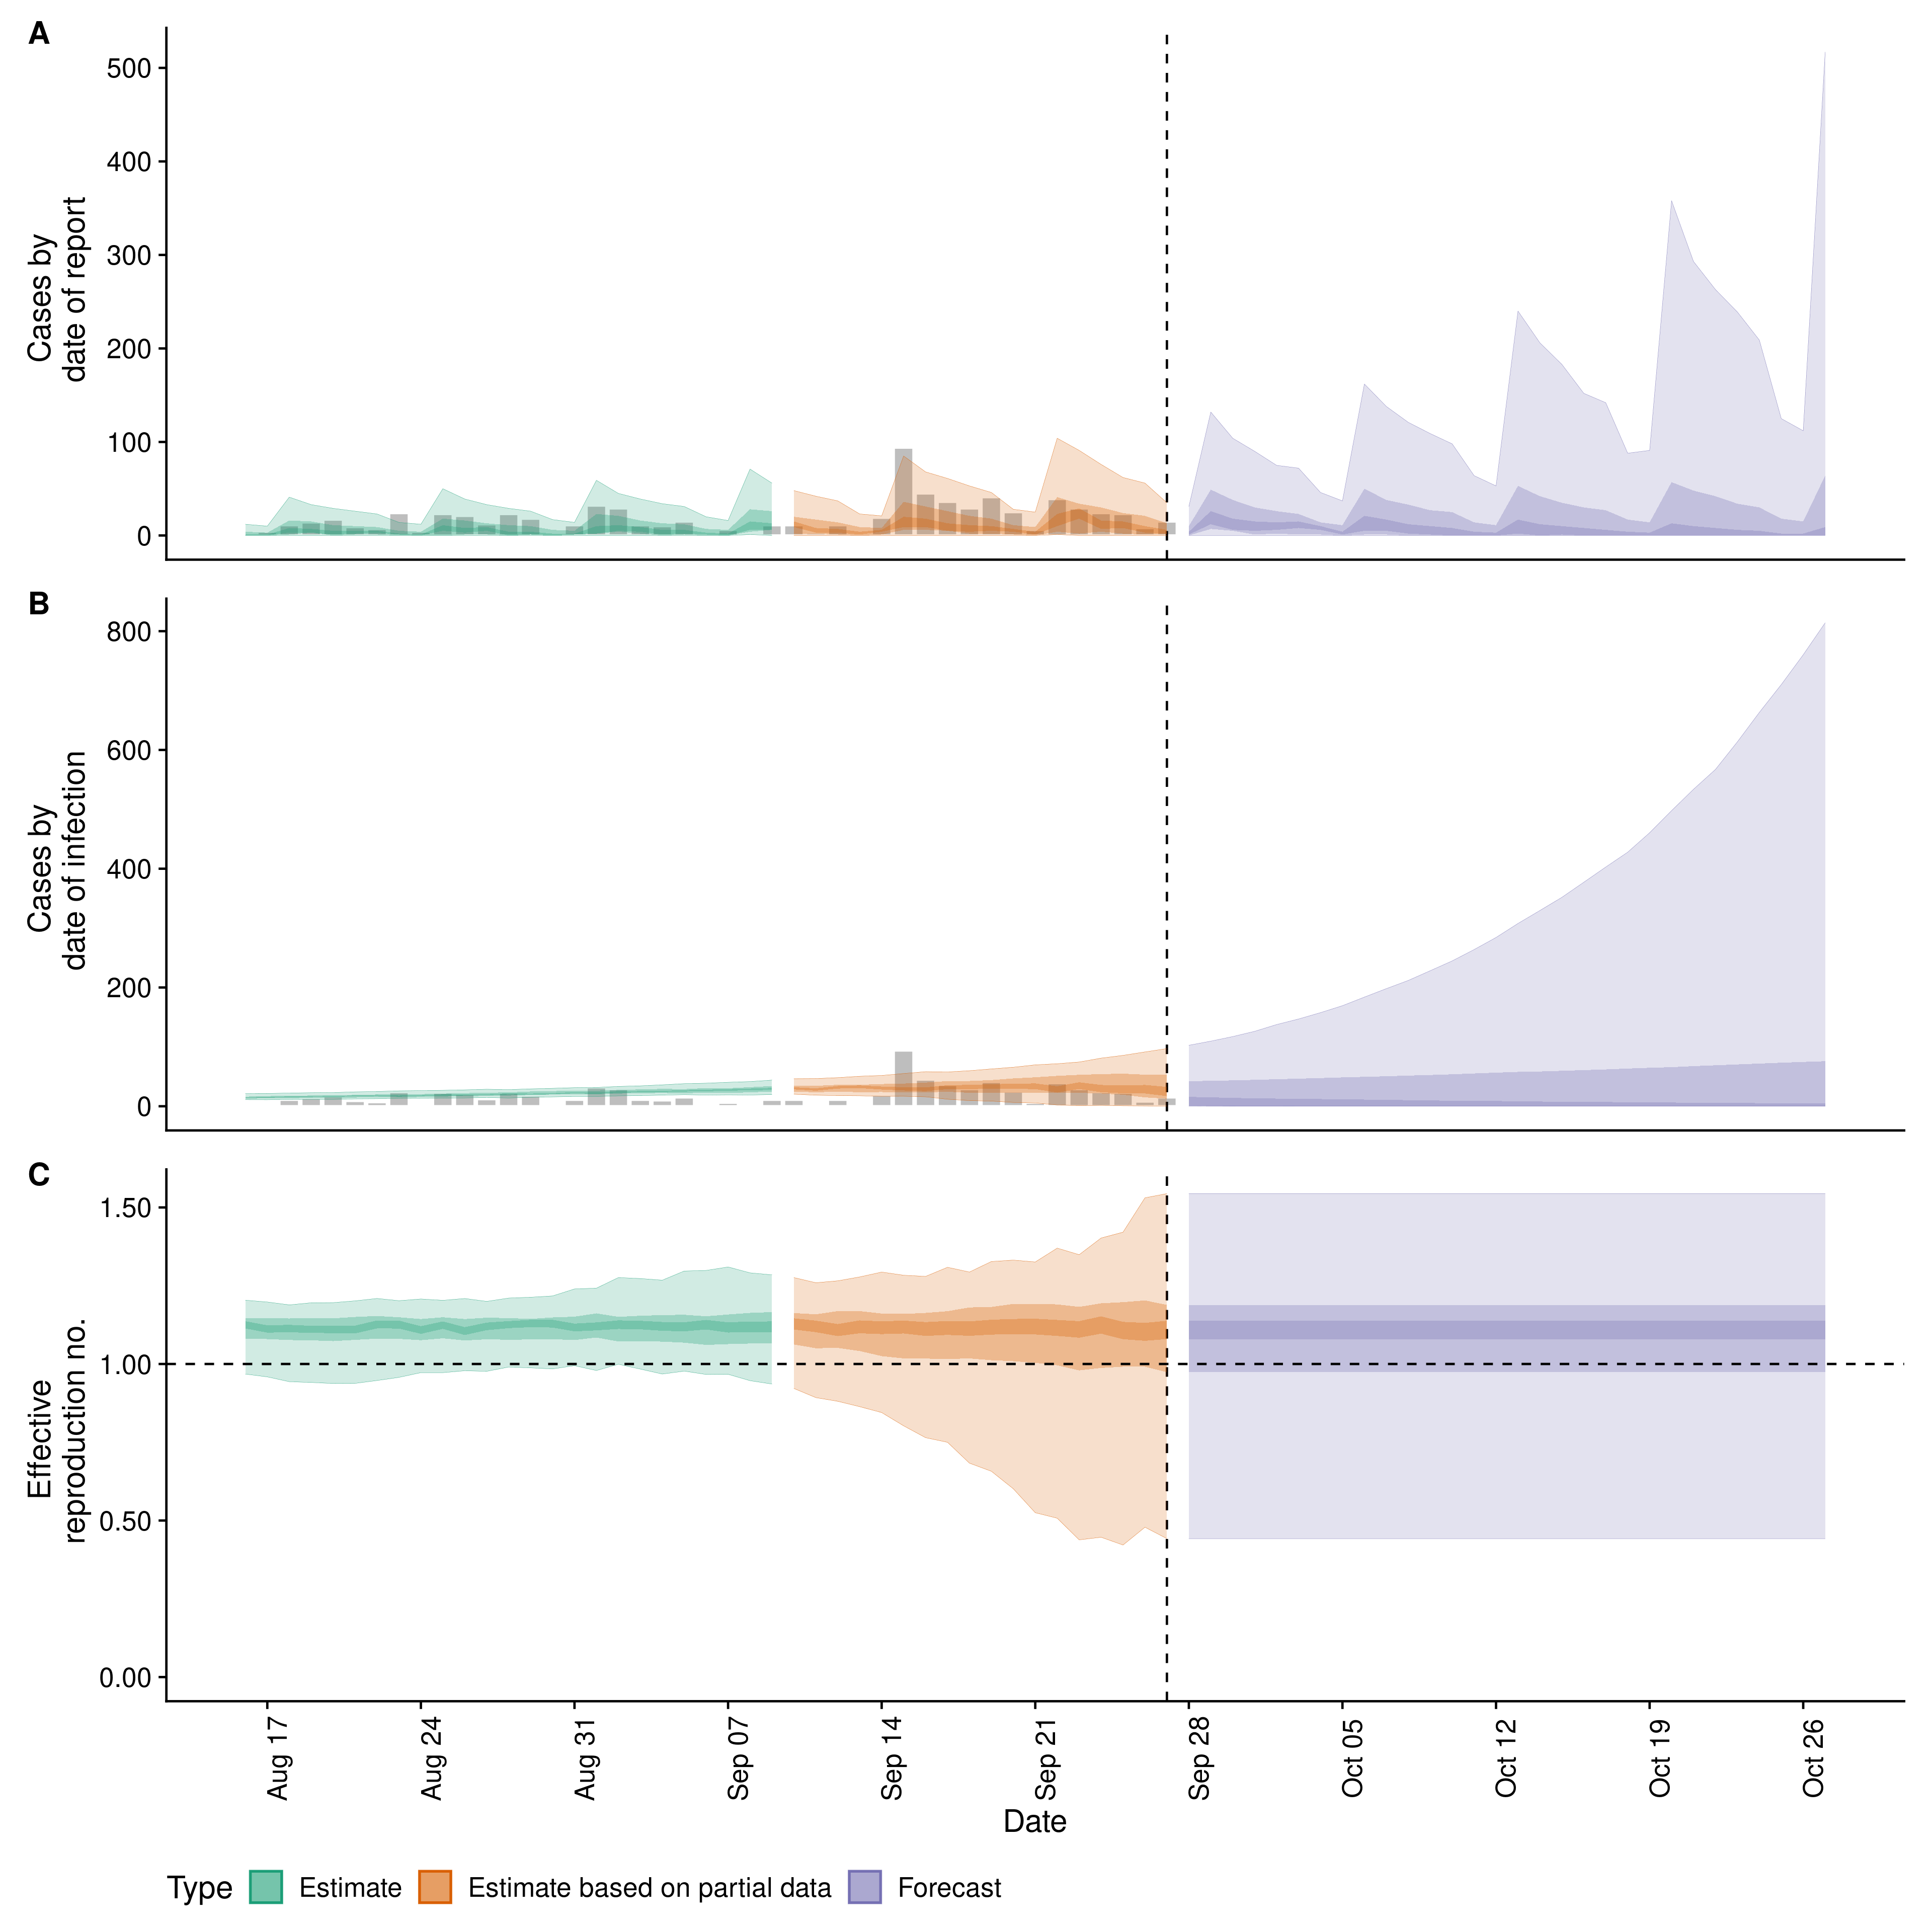 A
Cases by
date of report
500
400
300
200
100
0
B
Cases by
date of infection
800
600
400
200
0
C
Effective
reproduction no.
1.50
1.00
0.50
0.00
Aug 17
Aug 24
Aug 31
Sep 07
Sep 14
Sep 21
Sep 28
Oct 05
Oct 12
Oct 19
Oct 26
Date
Type Estimate Estimate based on partial data Forecast